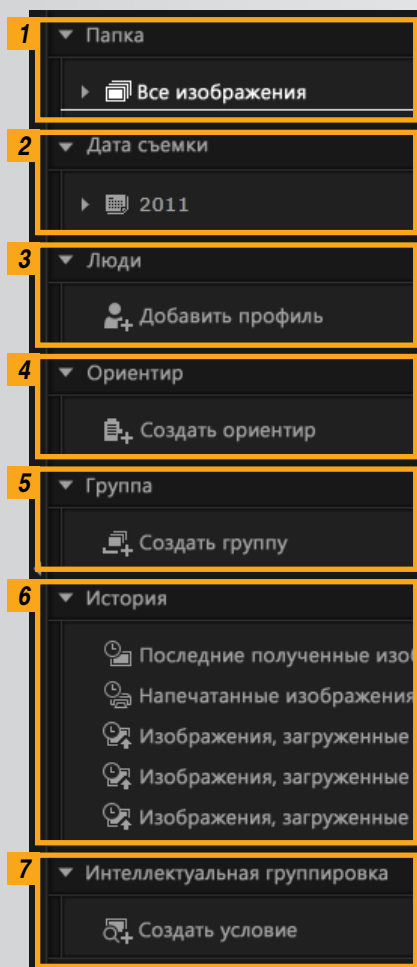 1 Папка
Все изображения
2 Дата съемки
2011
3 Люди
Добавить профиль
4 Ориентир
Создать ориентир
5 Группа
Создать группу
6 История
Последние полученные
Напечатанные изображения
Изображения, загруженные
Изображения, загруженные
Изображения, загруженные
7 Интеллектуальная группировка
Создать условие